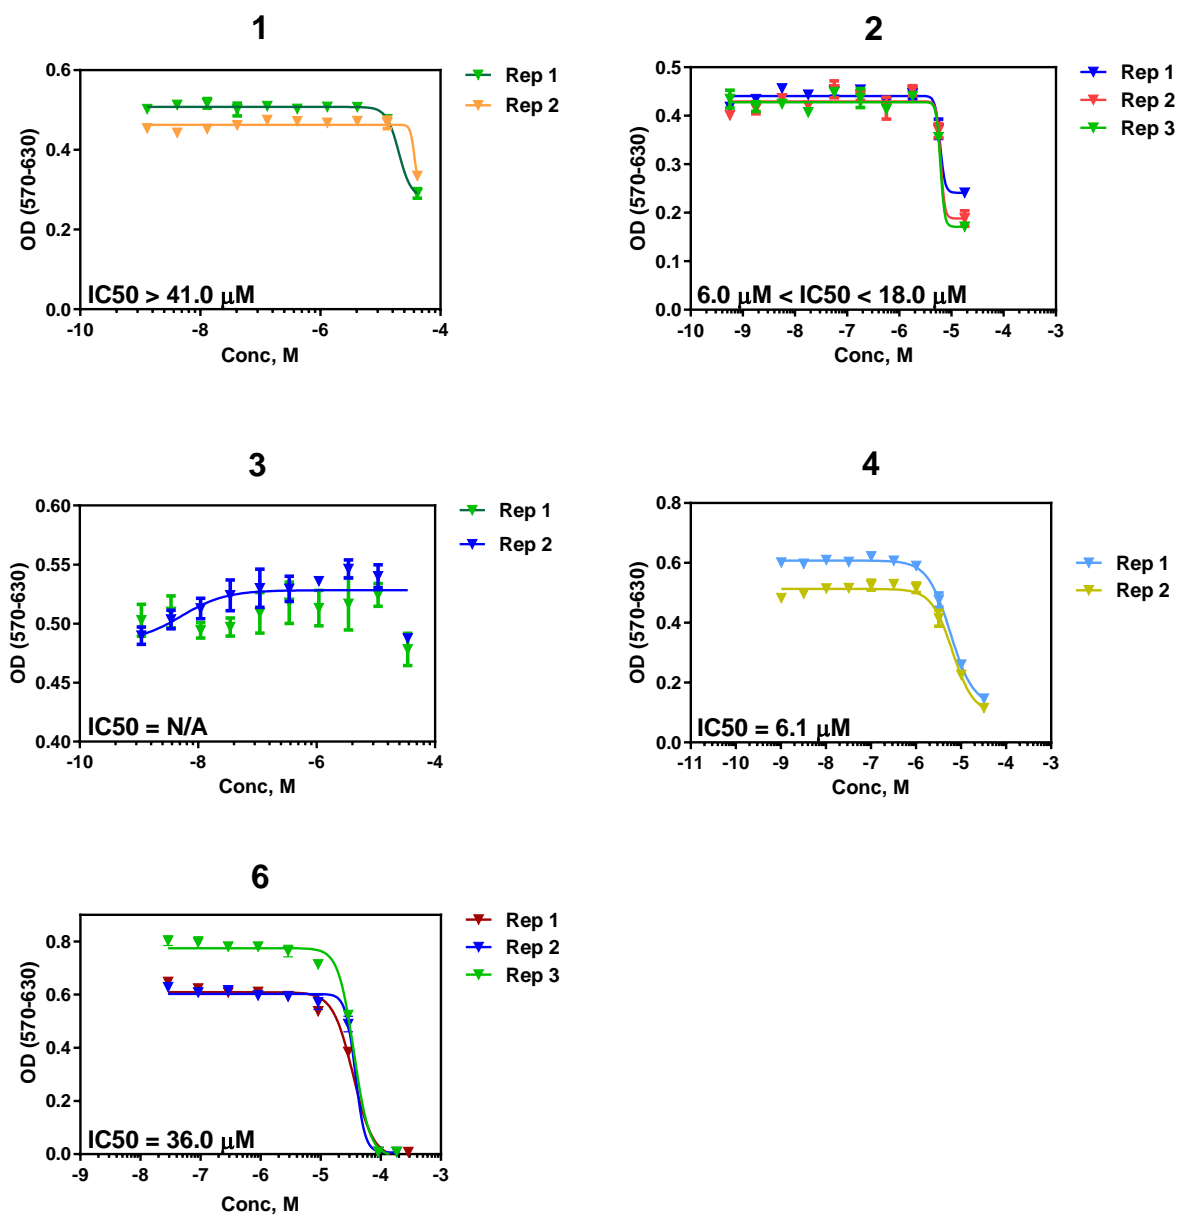 1
0.6
0.4
0.2
0.0
OD (570-630)
-10
-8
-6
-4
Conc, M
IC50 > 41.0 μM
Rep 1
Rep 2
2
0.5
0.4
0.3
0.2
0.1
0.0
OD (570-630)
-10
-9
-8
-7
-6
-5
-4
-3
Conc, M
6.0 μM < IC50 < 18.0 μM
Rep 1
Rep 2
Rep 3
3
0.60
0.55
0.50
0.45
0.40
OD (570-630)
-10
-8
-6
-4
Conc, M
IC50 = N/A
Rep 1
Rep 2
4
0.8
0.6
0.4
0.2
0.0
OD (570-630)
-11
-10
-9
-8
-7
-6
-5
-4
-3
Conc, M
IC50 = 6.1 μM
Rep 1
Rep 2
6
0.8
0.6
0.4
0.2
0.0
OD (570-630)
-9
-8
-7
-6
-5
-4
-3
Conc, M
IC50 = 36.0 μM
Rep 1
Rep 2
Rep 3